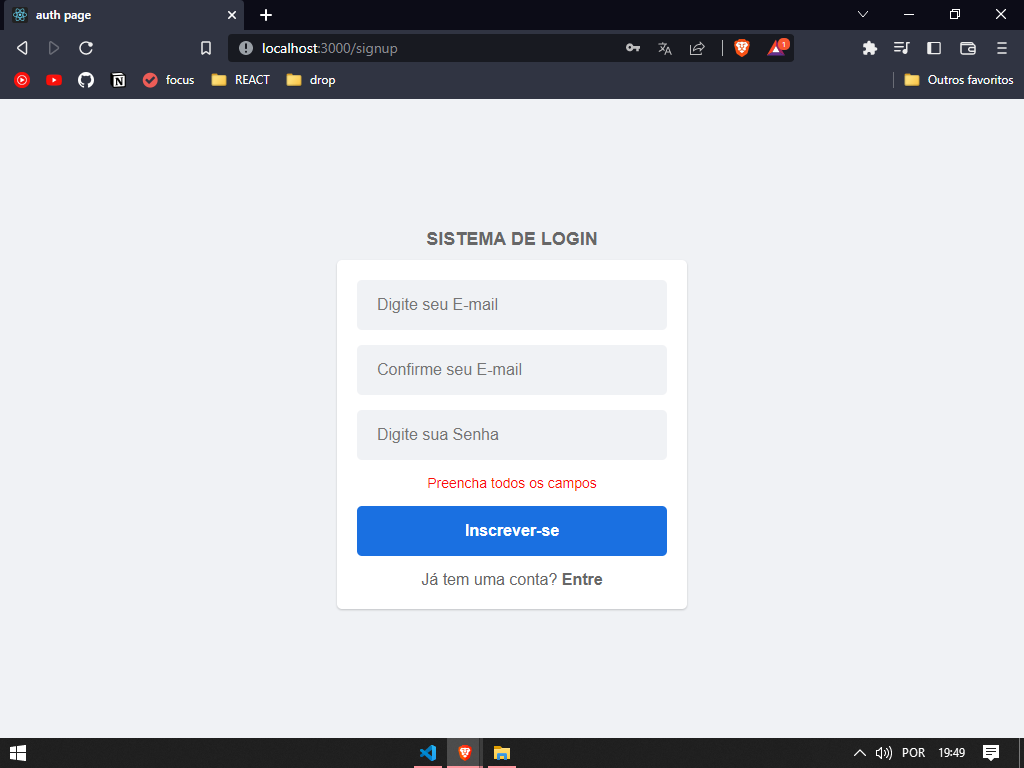 auth page
localhost:3000/signup
1
focus
REACT
drop
Outros favoritos
SISTEMA DE LOGIN
Digite seu E-mail
Confirme seu E-mail
Digite sua Senha
Preencha todos os campos
Inscrever-se
Já tem uma conta? Entre
POR
19:49